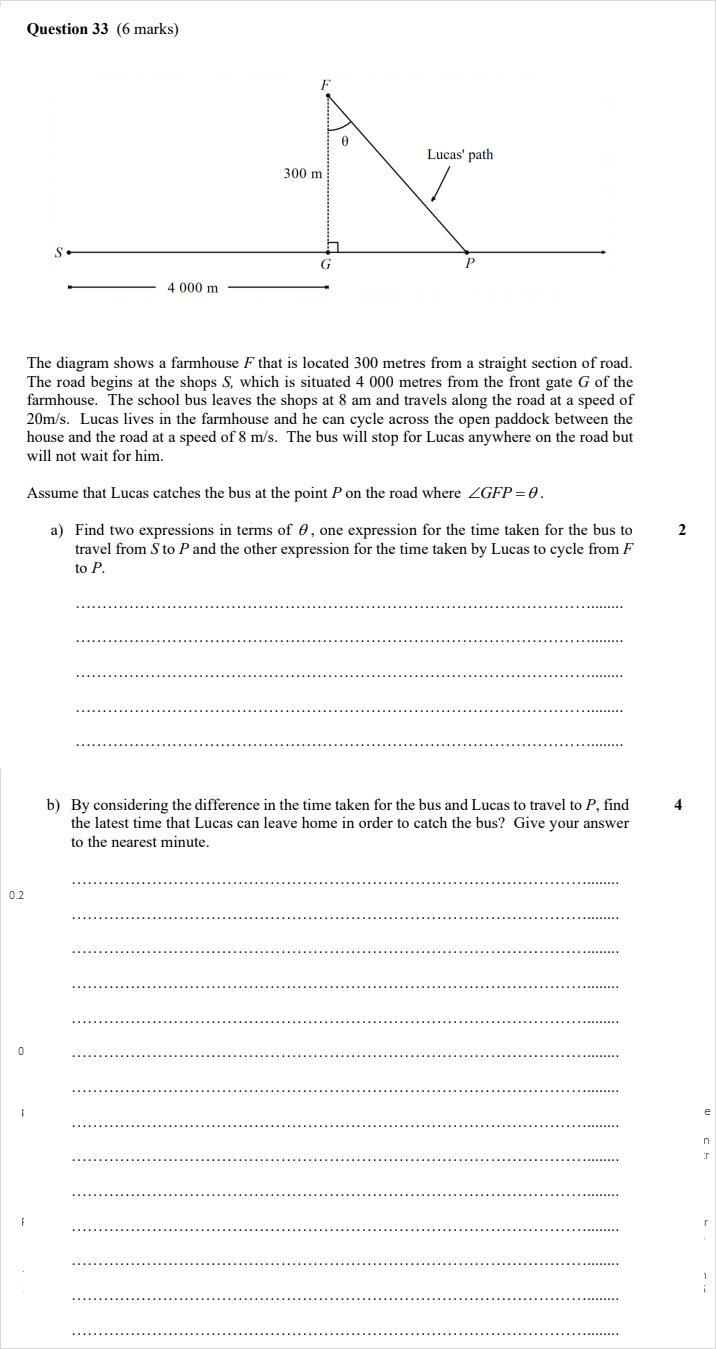 Question 33 (6 marks)
F
θ
Lucas' path
300 m
S
G
P
4 000 m
The diagram shows a farmhouse F that is located 300 metres from a straight section of road.
The road begins at the shops S, which is situated 4 000 metres from the front gate G of the
farmhouse. The school bus leaves the shops at 8 am and travels along the road at a speed of
20m/s. Lucas lives in the farmhouse and he can cycle across the open paddock between the
house and the road at a speed of 8 m/s. The bus will stop for Lucas anywhere on the road but
will not wait for him.
Assume that Lucas catches the bus at the point P on the road where ∠GFP = θ.
a) Find two expressions in terms of θ, one expression for the time taken for the bus to 2
travel from S to P and the other expression for the time taken by Lucas to cycle from F
to P.
b) By considering the difference in the time taken for the bus and Lucas to travel to P, find 4
the latest time that Lucas can leave home in order to catch the bus? Give your answer
to the nearest minute.
0.2
0
e
n
r